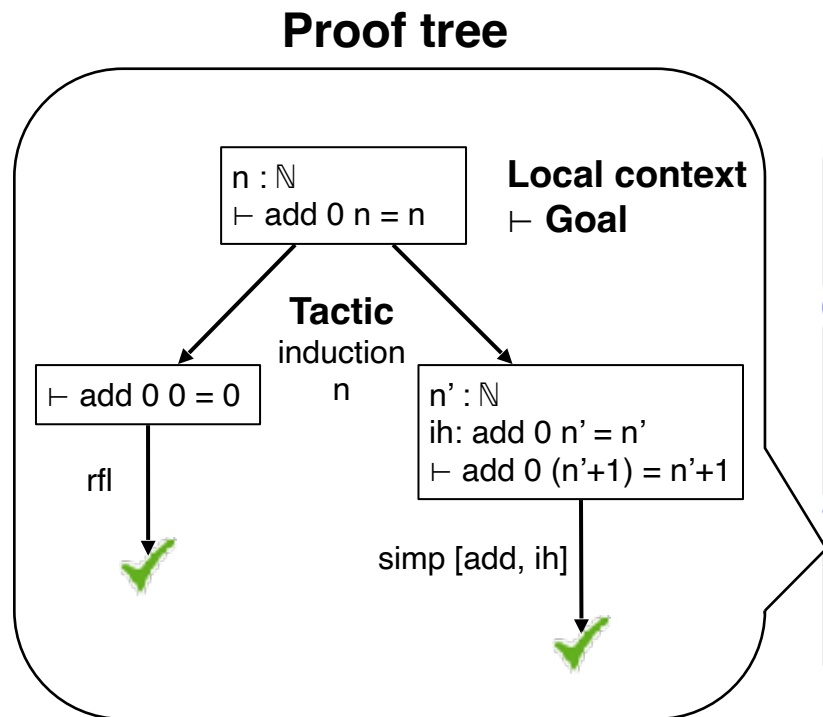 Proof tree
n : ℕ
⊢ add 0 n = n
Local context
⊢ Goal
Tactic
induction
n
⊢ add 0 0 = 0
n’ : ℕ
ih: add 0 n’ = n’
⊢ add 0 (n’+1) = n’+1
rfl
simp [add, ih]